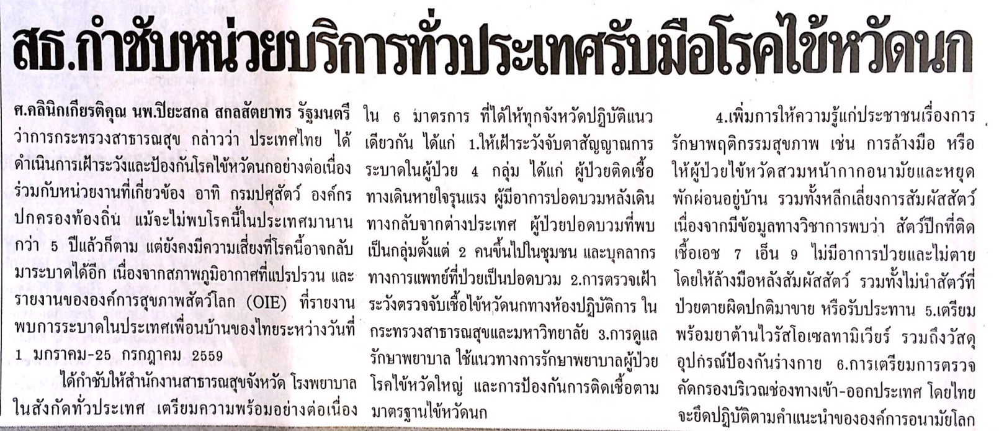 สธ.กำชับหน่วยบริการทั่วประเทศรับมือโรคไข้หวัดนก
ศ.คลินิกเกียรติคุณ นพ.ปิยะสกล สกลสัตยาทร รัฐมนตรี
ว่าการกระทรวงสาธารณสุข กล่าวว่า ประเทศไทย ได้
ดำเนินการเฝ้าระวังและป้องกันโรคไข้หวัดนกอย่างต่อเนื่อง
ร่วมกับหน่วยงานที่เกี่ยวข้อง อาทิ กรมปศุสัตว์ องค์กร
ปกครองท้องถิ่น แม้จะไม่พบโรคนี้ในประเทศมานาน
กว่า 5 ปีแล้วก็ตาม แต่ยังคงมีความเสี่ยงที่โรคนี้อาจกลับ
มาระบาดได้อีก เนื่องจากสภาพภูมิอากาศที่แปรปรวน และ
รายงานขององค์การสุขภาพสัตว์โลก (OIE) ที่รายงาน
พบการระบาดในประเทศเพื่อนบ้านของไทยระหว่างวันที่
1 มกราคม-25 กรกฎาคม 2559
ได้กำชับให้สำนักงานสาธารณสุขจังหวัด โรงพยาบาล
ในสังกัดทั่วประเทศ เตรียมความพร้อมอย่างต่อเนื่อง
ใน 6 มาตรการ ที่ได้ให้ทุกจังหวัดปฏิบัติแนว
เดียวกัน ได้แก่ 1.ให้เฝ้าระวังจับตาสัญญาณการ
ระบาดในผู้ป่วย 4 กลุ่ม ได้แก่ ผู้ป่วยติดเชื้อ
ทางเดินหายใจรุนแรง ผู้มีอาการปอดบวมหลังเดิน
ทางกลับจากต่างประเทศ ผู้ป่วยปอดบวมที่พบ
เป็นกลุ่มตั้งแต่ 2 คนขึ้นไปในชุมชน และบุคลากร
ทางการแพทย์ที่ป่วยเป็นปอดบวม 2.การตรวจเฝ้า
ระวังตรวจจับเชื้อไข้หวัดนกทางห้องปฏิบัติการ ใน
กระทรวงสาธารณสุขและมหาวิทยาลัย 3.การดูแล
รักษาพยาบาล ใช้แนวทางการรักษาพยาบาลผู้ป่วย
โรคไข้หวัดใหญ่ และการป้องกันการติดเชื้อตาม
มาตรฐานไข้หวัดนก
4.เพิ่มการให้ความรู้แก่ประชาชนเรื่องการ
รักษาพฤติกรรมสุขภาพ เช่น การล้างมือ หรือ
ให้ผู้ป่วยไข้หวัดสวมหน้ากากอนามัยและหยุด
พักผ่อนอยู่บ้าน รวมทั้งหลีกเลี่ยงการสัมผัสสัตว์
เนื่องจากมีข้อมูลทางวิชาการพบว่า สัตว์ปีกที่ติด
เชื้อเอช 7 เอ็น 9 ไม่มีอาการป่วยและไม่ตาย
โดยให้ล้างมือหลังสัมผัสสัตว์ รวมทั้งไม่นำสัตว์ที่
ป่วยตายผิดปกติมาขาย หรือรับประทาน 5.เตรียม
พร้อมยาต้านไวรัสโอเซลทามิเวียร์ รวมถึงวัสดุ
อุปกรณ์ป้องกันร่างกาย 6.การเตรียมการตรวจ
คัดกรองบริเวณช่องทางเข้า-ออกประเทศ โดยไทย
จะยึดปฏิบัติตามคำแนะนำขององค์การอนามัยโลก